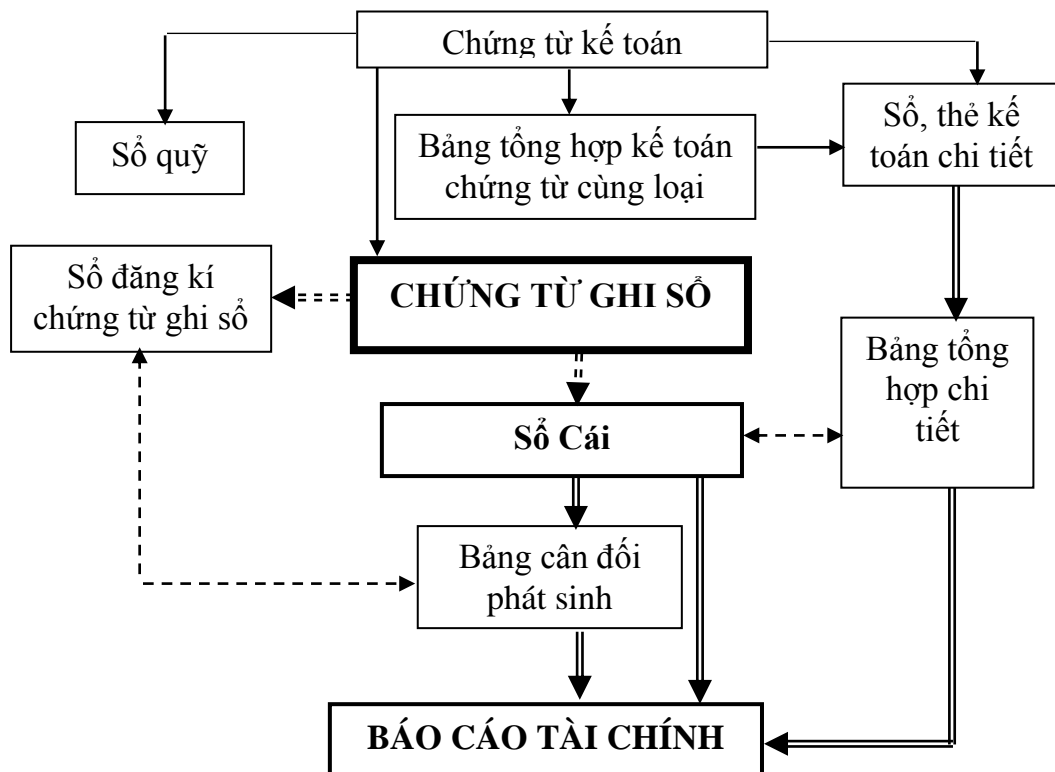 Chứng từ kế toán
Sổ quỹ
Bảng tổng hợp kế toán
chứng từ cùng loại
Sổ, thẻ kế
toán chi tiết
Sổ đăng kí
chứng từ ghi sổ
CHỨNG TỪ GHI SỔ
Bảng tổng
hợp chi
tiết
Sổ Cái
Bảng cân đối
phát sinh
BÁO CÁO TÀI CHÍNH